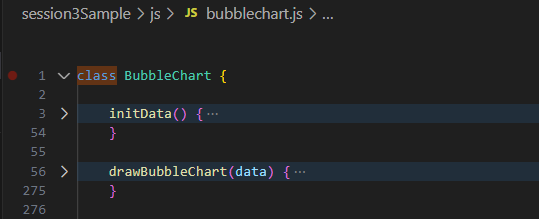 session3Sample > js > JS bubblechart.js > ...
1 class BubbleChart {
2
3 initData() { ...
54 }
55
56 drawBubbleChart(data) { ...
275 }
276